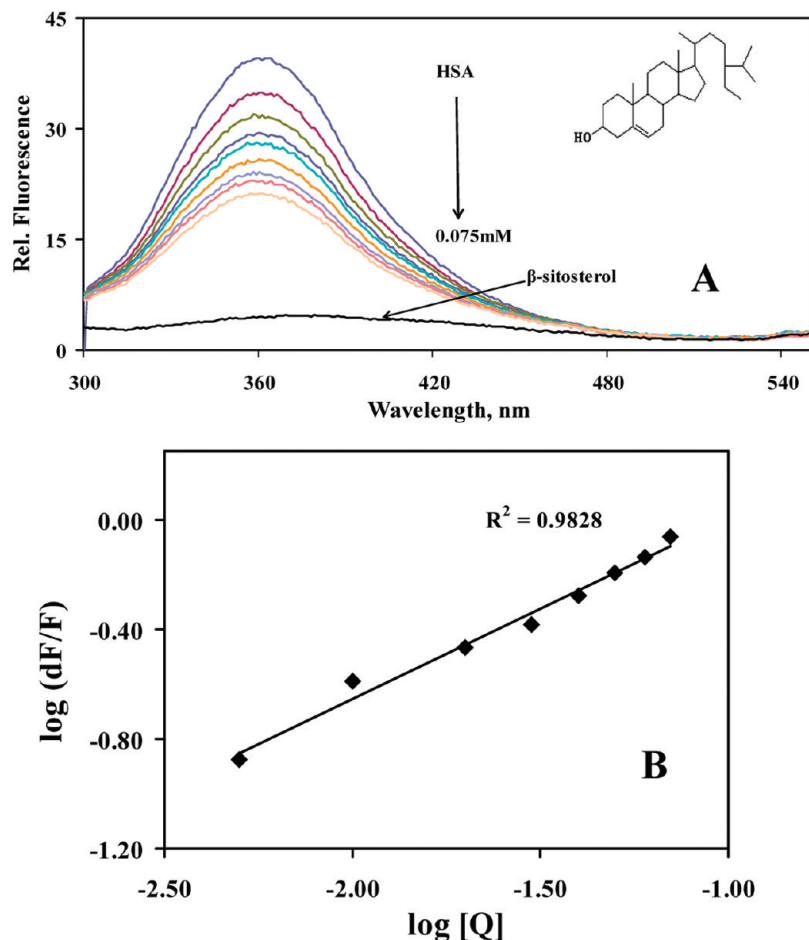 45
30
15
0
Rel. Fluorescence
HSA
0.075mM
β-sitosterol
HO
A
300
360
420
480
540
Wavelength, nm
R² = 0.9828
0.00
-0.40
-0.80
-1.20
log (dF/F)
B
-2.50
-2.00
-1.50
-1.00
log [Q]